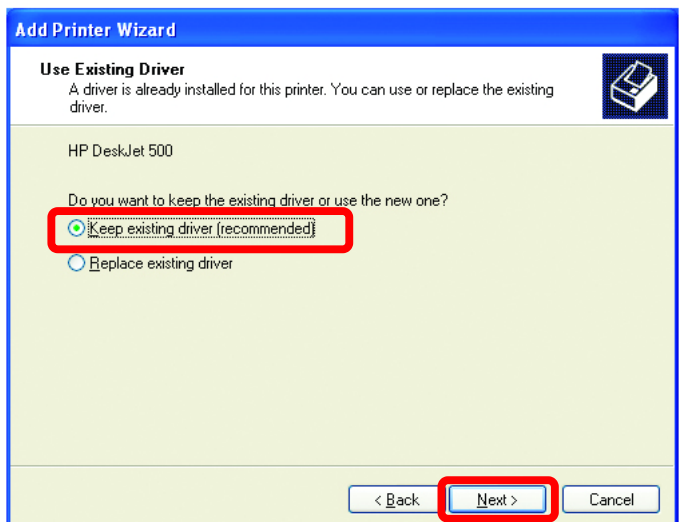 Add Printer Wizard
Use Existing Driver
A driver is already installed for this printer. You can use or replace the existing
driver.
HP DeskJet 500
Do you want to keep the existing driver or use the new one?
Keep existing driver (recommended)
Replace existing driver
< Back
Next >
Cancel